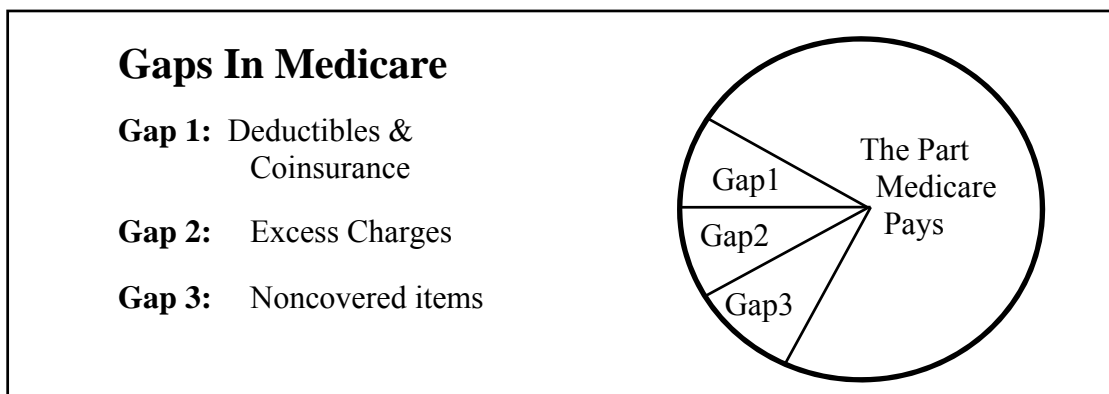 Gaps In Medicare
Gap 1: Deductibles &
Coinsurance
Gap 2: Excess Charges
Gap 3: Noncovered items
The Part
Medicare
Pays
Gap1
Gap2
Gap3